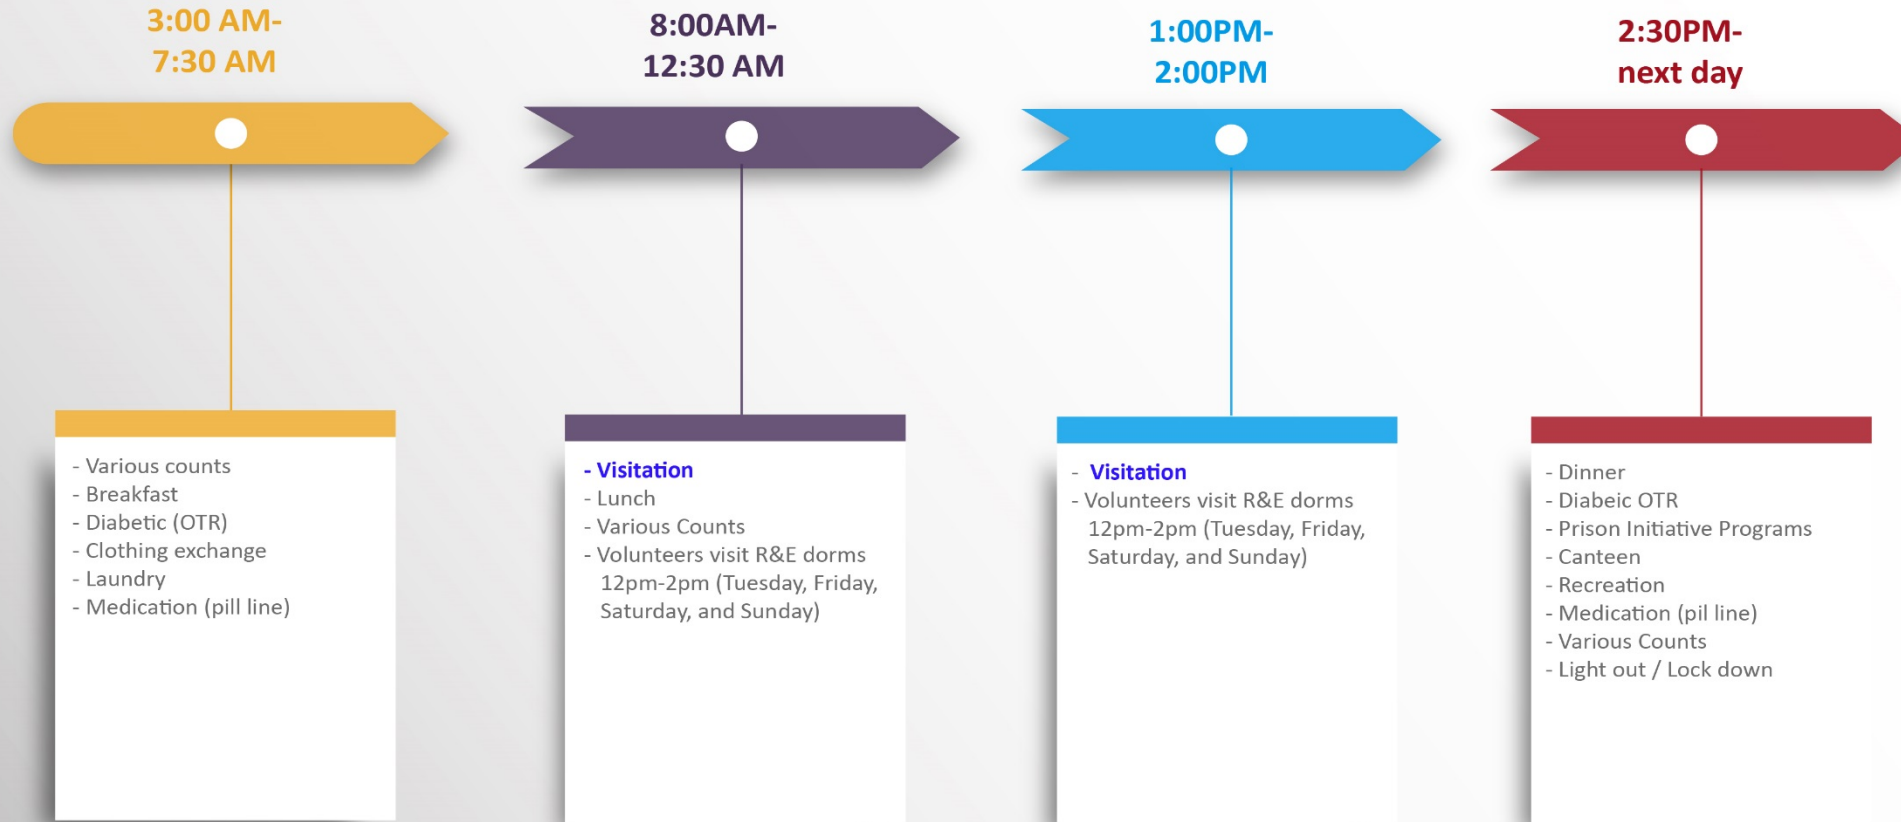 3:00 AM-
7:30 AM
- Various counts
- Breakfast
- Diabetic (OTR)
- Clothing exchange
- Laundry
- Medication (pill line)
8:00AM-
12:30 AM
- Visitation
- Lunch
- Various Counts
- Volunteers visit R&E dorms
12pm-2pm (Tuesday, Friday,
Saturday, and Sunday)
1:00PM-
2:00PM
- Visitation
- Volunteers visit R&E dorms
12pm-2pm (Tuesday, Friday,
Saturday, and Sunday)
2:30PM-
next day
- Dinner
- Diabeic OTR
- Prison Initiative Programs
- Canteen
- Recreation
- Medication (pil line)
- Various Counts
- Light out / Lock down